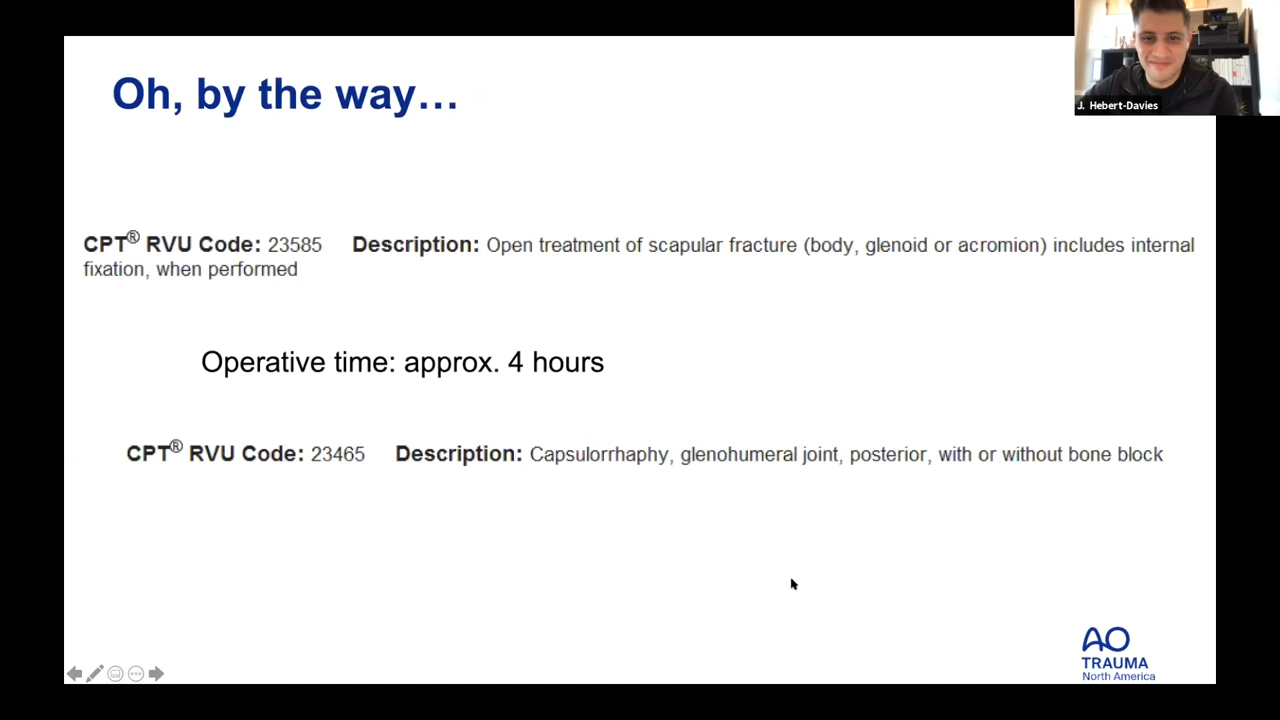 Oh, by the way…
J. Hebert-Davies
CPT® RVU Code: 23585 Description: Open treatment of scapular fracture (body, glenoid or acromion) includes internal
fixation, when performed
Operative time: approx. 4 hours
CPT® RVU Code: 23465 Description: Capsulorrhaphy, glenohumeral joint, posterior, with or without bone block
AO
TRAUMA
North America